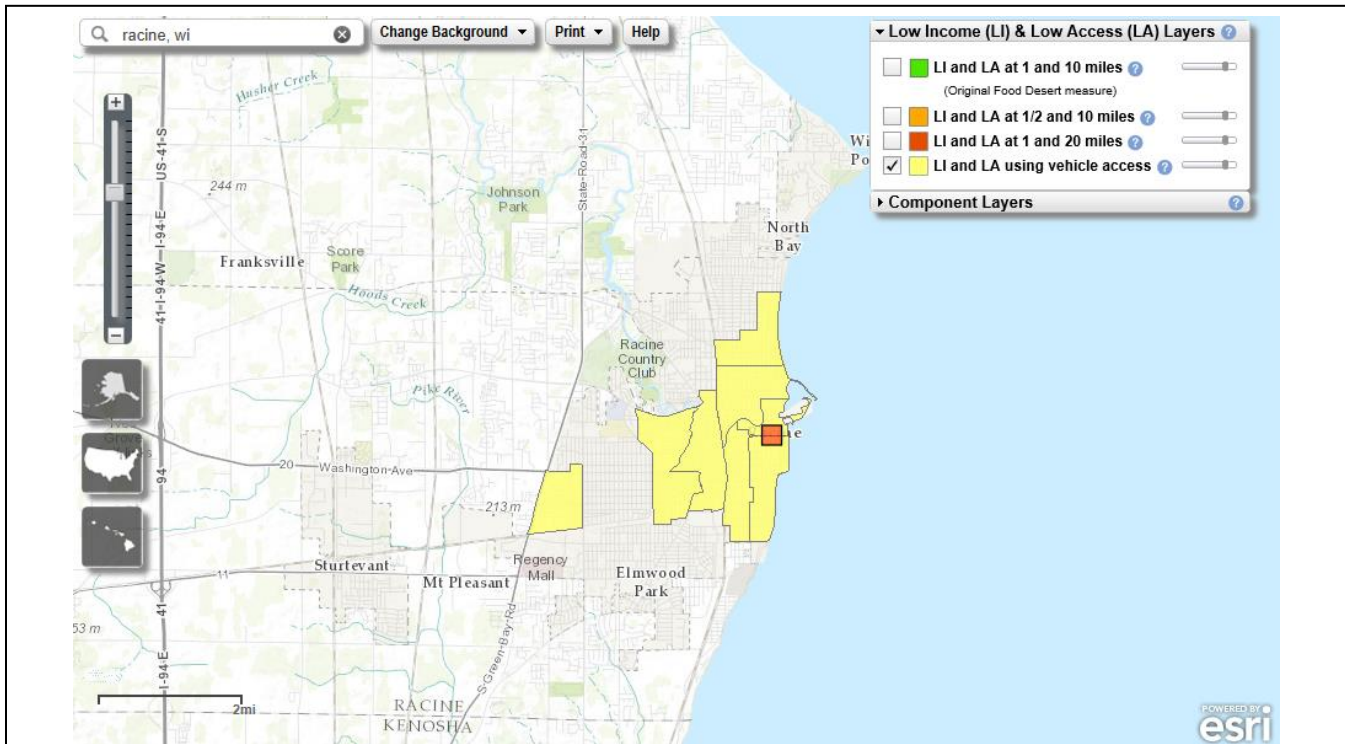 racine, wi
Change Background
Print
Help
Low Income (LI) & Low Access (LA) Layers
LI and LA at 1 and 10 miles
(Original Food Desert measure)
LI and LA at 1/2 and 10 miles
LI and LA at 1 and 20 miles
LI and LA using vehicle access
Component Layers
Husher Creek
US-41-S
State-Road-31
244 m
Johnson
Park
North
Bay
Franksville
Score
Park
Hoods Creek
41-I-94-W
I-94-E
Racine
Country
Club
Pike River
Grove
20
Washington-Ave
94
213 m
Sturtevant
Mt Pleasant
Regency
Mall
Elmwood
Park
11
41
53 m
S-Green-Bay-Rd
I-94-E
2mi
RACINE
KENOSHA
POWERED BY
esri